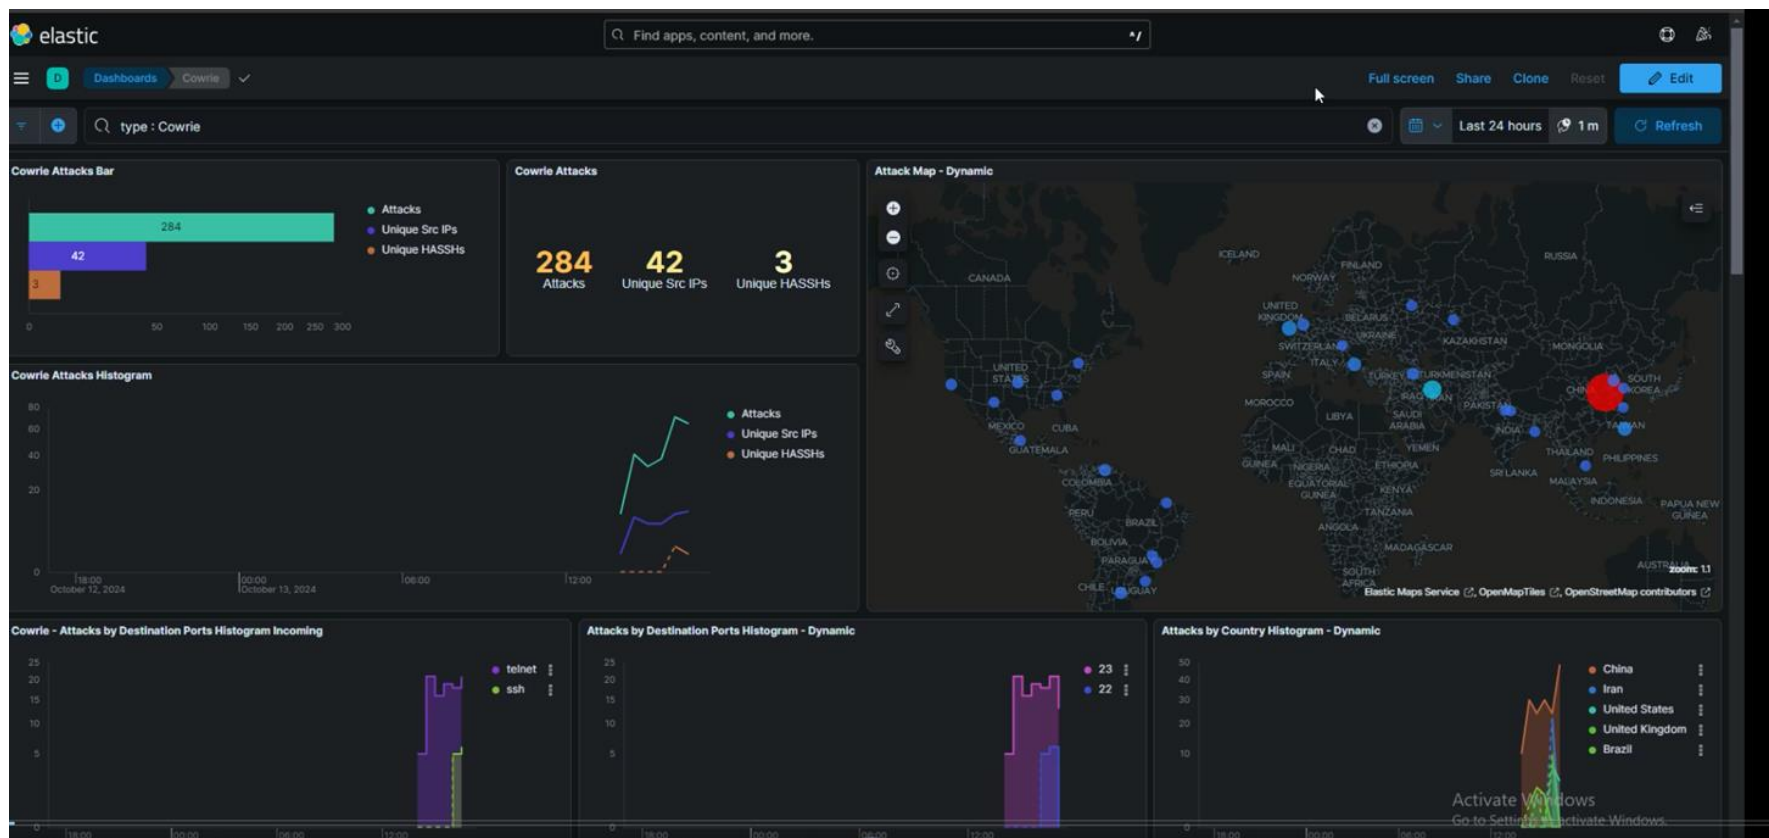 elastic
Find apps, content, and more.
^/
D
Dashboards
Cowrie
Full screen
Share
Clone
Reset
Edit
type : Cowrie
Last 24 hours
1 m
Refresh
Cowrie Attacks Bar
284
42
3
Attacks
Unique Src IPs
Unique HASSHs
0 50 100 150 200 250 300
Cowrie Attacks
284
Attacks
42
Unique Src IPs
3
Unique HASSHs
Attack Map - Dynamic
ICELAND
RUSSIA
FINLAND
NORWAY
CANADA
UNITED
KINGDOM
BELARUS
UKRAINE
KAZAKHSTAN
MONGOLIA
SWITZERLAND
ITALY
UNITED
STATES
SPAIN
TURKEY
TURKMENISTAN
SOUTH
KOREA
CHINA
IRAQ
PAKISTAN
MOROCCO
LIBYA
SAUDI
ARABIA
MEXICO
CUBA
INDIA
TAIWAN
GUATEMALA
MALI
CHAD
YEMEN
THAILAND
PHILIPPINES
GUINEA
NIGERIA
ETHIOPIA
SRI LANKA
MALAYSIA
COLOMBIA
EQUATORIAL
GUINEA
KENYA
INDONESIA
PAPUA NEW
GUINEA
PERU
BRAZIL
TANZANIA
ANGOLA
BOLIVIA
MADAGASCAR
PARAGUAY
SOUTH
AFRICA
CHILE
URUGUAY
zoom: 1.1
Elastic Maps Service , OpenMapTiles , OpenStreetMap contributors
Cowrie Attacks Histogram
80
60
40
20
0
18:00
October 12, 2024
00:00
October 13, 2024
06:00
12:00
Attacks
Unique Src IPs
Unique HASSHs
Cowrie - Attacks by Destination Ports Histogram Incoming
25
20
15
10
5
0
18:00 00:00 06:00 12:00
telnet
ssh
Attacks by Destination Ports Histogram - Dynamic
25
20
15
10
5
0
18:00 00:00 06:00 12:00
23
22
Attacks by Country Histogram - Dynamic
50
40
30
20
10
0
18:00 00:00 06:00 12:00
China
Iran
United States
United Kingdom
Brazil
Activate Windows
Go to Settings to activate Windows.